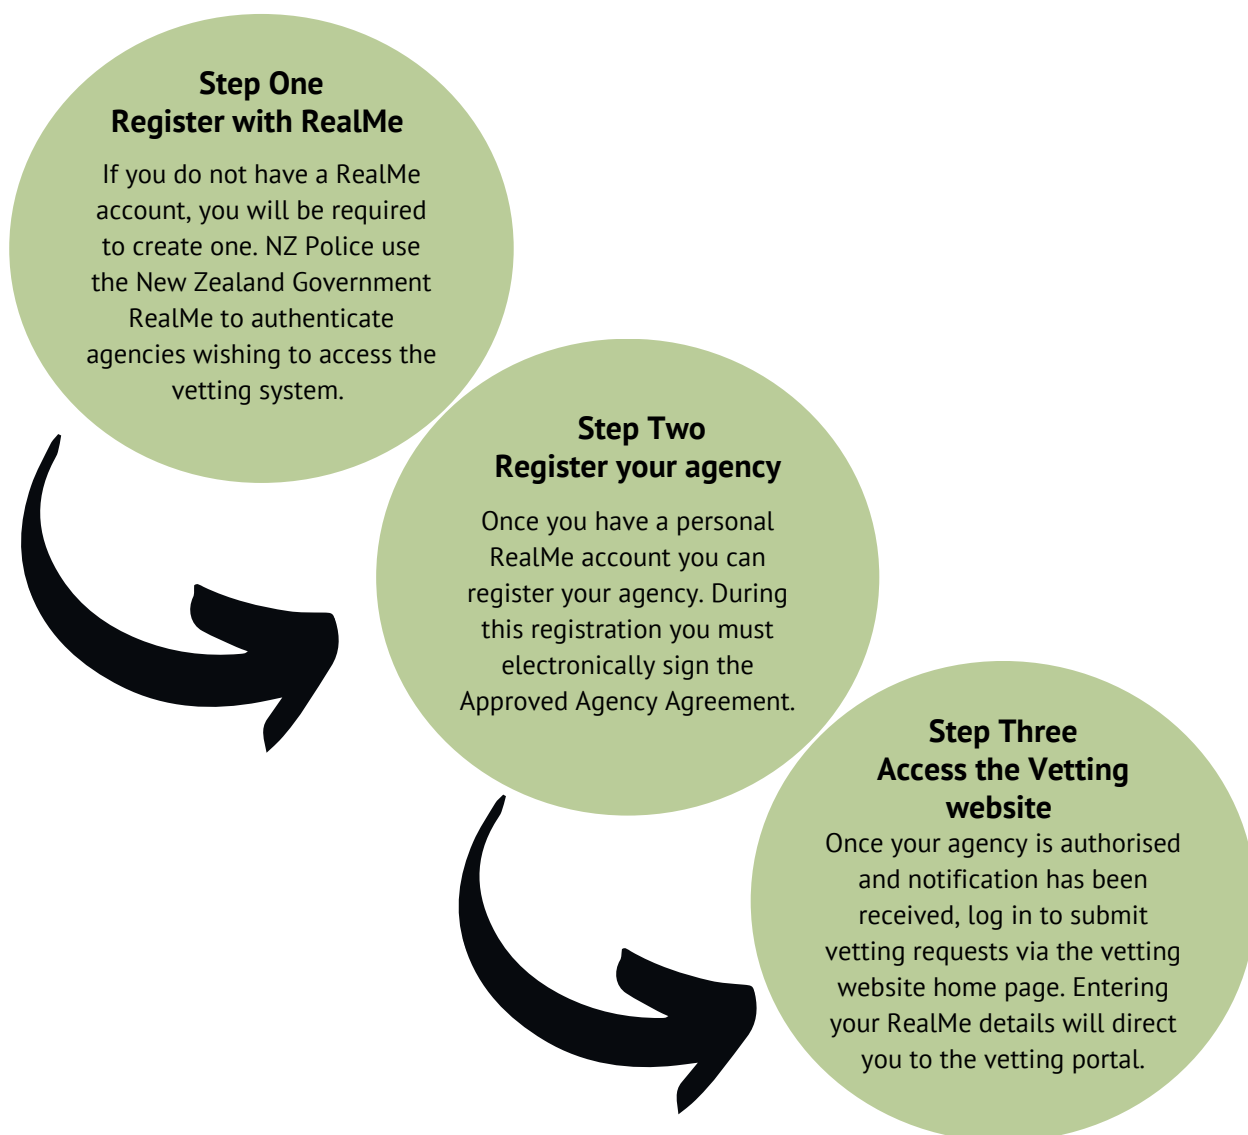 Step One
Register with RealMe
If you do not have a RealMe
account, you will be required
to create one. NZ Police use
the New Zealand Government
RealMe to authenticate
agencies wishing to access the
vetting system.
Step Two
Register your agency
Once you have a personal
RealMe account you can
register your agency. During
this registration you must
electronically sign the
Approved Agency Agreement.
Step Three
Access the Vetting
website
Once your agency is authorised
and notification has been
received, log in to submit
vetting requests via the vetting
website home page. Entering
your RealMe details will direct
you to the vetting portal.